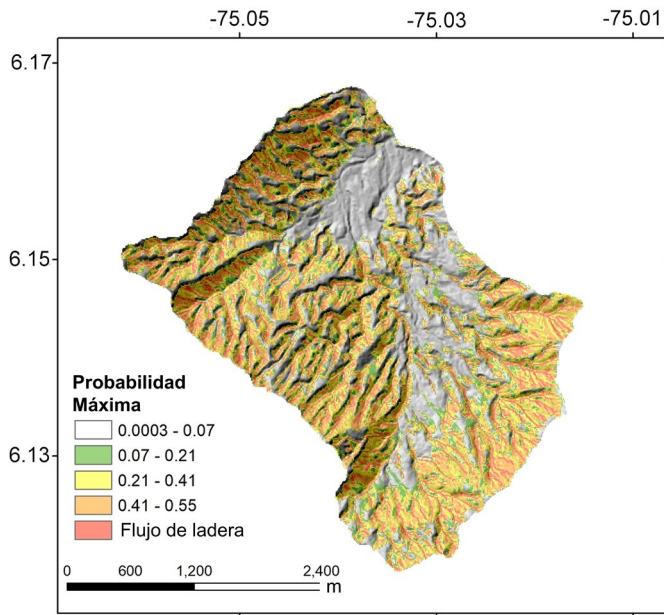 -75.05 -75.03 -75.01
6.17
6.15
6.13
Probabilidad
Máxima
0.0003 - 0.07
0.07 - 0.21
0.21 - 0.41
0.41 - 0.55
Flujo de ladera
0 600 1,200 2,400
m